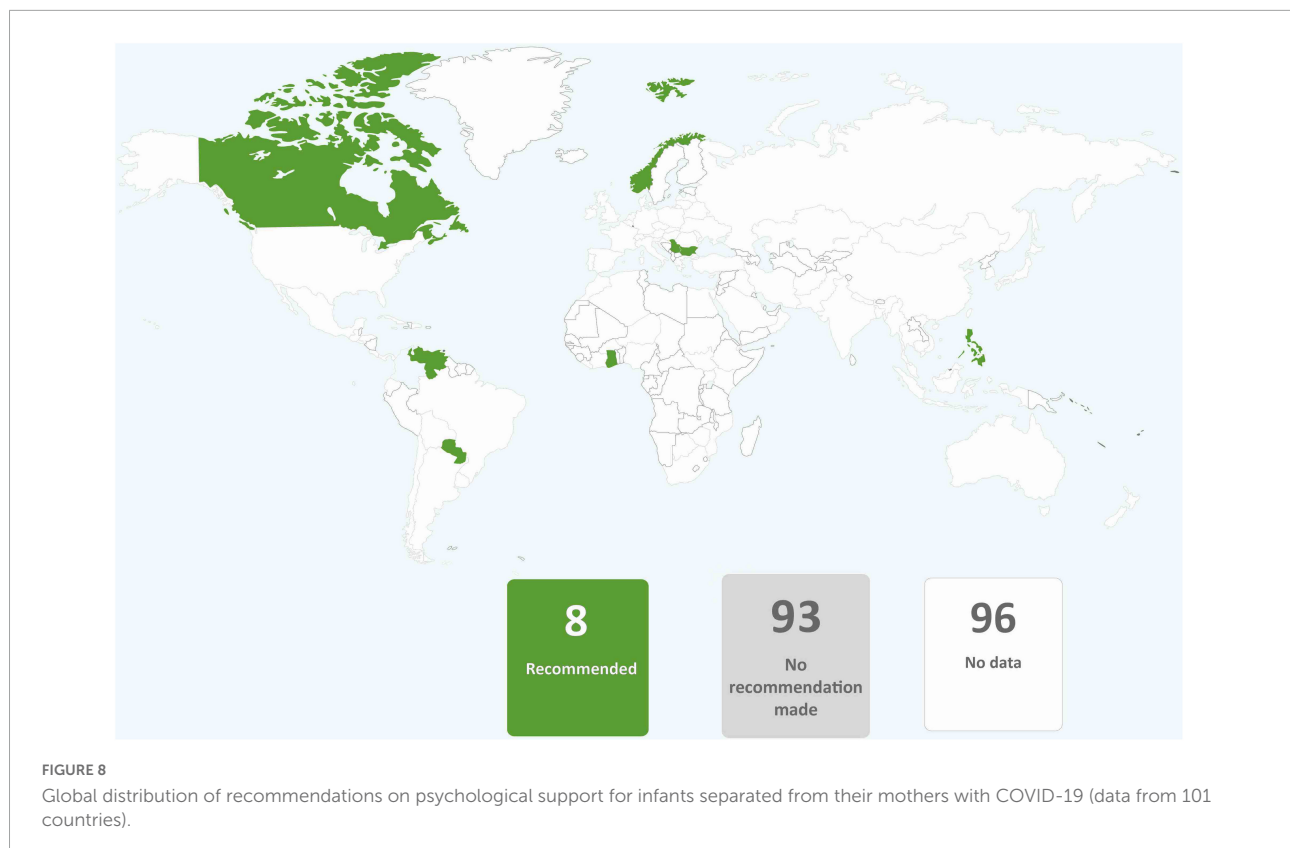 8
Recommended
93
No
recommendation
made
96
No data
FIGURE 8
Global distribution of recommendations on psychological support for infants separated from their mothers with COVID-19 (data from 101
countries).